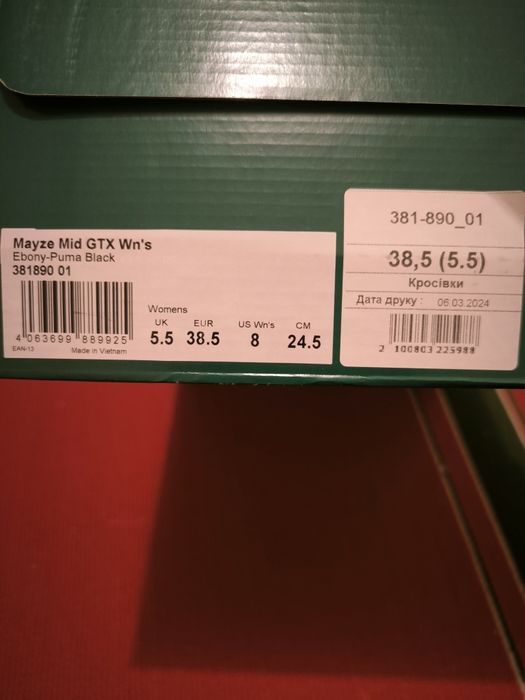 Mayze Mid GTX Wn's
Ebony-Puma Black
381890 01
4 063699 889925
EAN-13
Made in Vietnam
Womens
UK EUR US Wn's CM
5.5 38.5 8 24.5
381-890_01
38,5 (5.5)
Кросівки
Дата друку : 06.03.2024
2 100803 225988